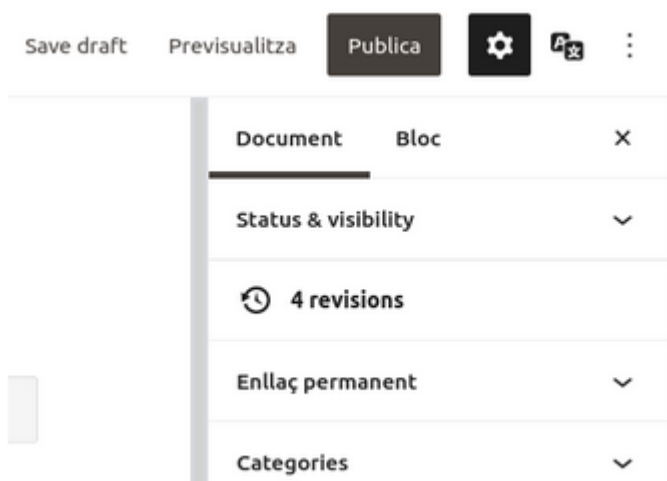 Save draft Previsualitza Publica
Document Bloc
Status & visibility
4 revisions
Enllaç permanent
Categories